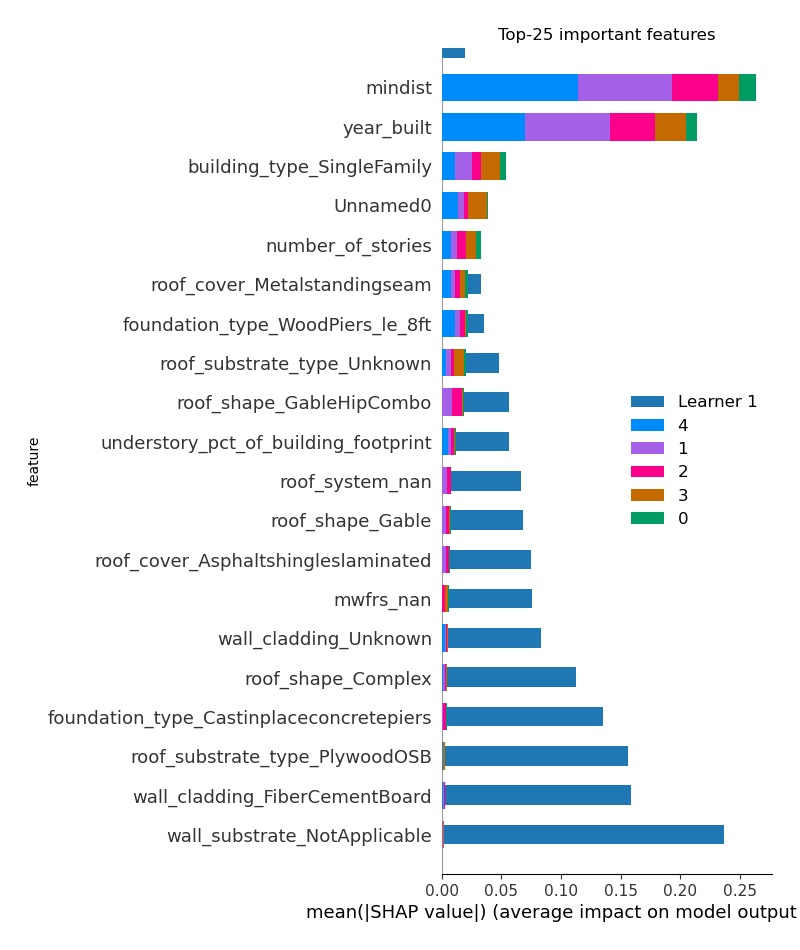 Top-25 important features
mindist
year_built
building_type_SingleFamily
Unnamed0
number_of_stories
roof_cover_Metalstandingseam
foundation_type_WoodPiers_le_8ft
roof_substrate_type_Unknown
roof_shape_GableHipCombo
understory_pct_of_building_footprint
roof_system_nan
roof_shape_Gable
roof_cover_Asphaltshingleslaminated
mwfrs_nan
wall_cladding_Unknown
roof_shape_Complex
foundation_type_Castinplaceconcretepiers
roof_substrate_type_PlywoodOSB
wall_cladding_FiberCementBoard
wall_substrate_NotApplicable
feature
Learner 1
4
1
2
3
0
0.00 0.05 0.10 0.15 0.20 0.25
mean(|SHAP value|) (average impact on model output